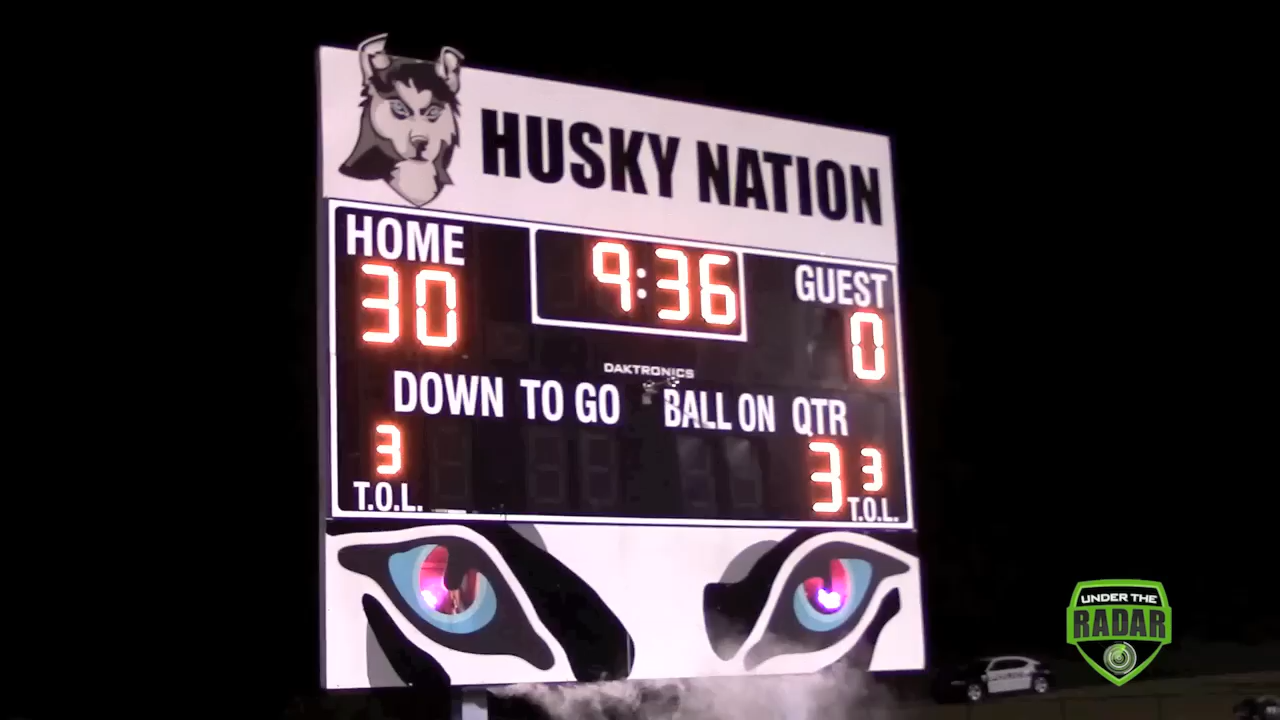 HUSKY NATION
HOME 9:36 GUEST
30 0
DAKTRONICS
DOWN TO GO BALL ON QTR
3 3 3
T.O.L. T.O.L.
UNDER THE
RADAR